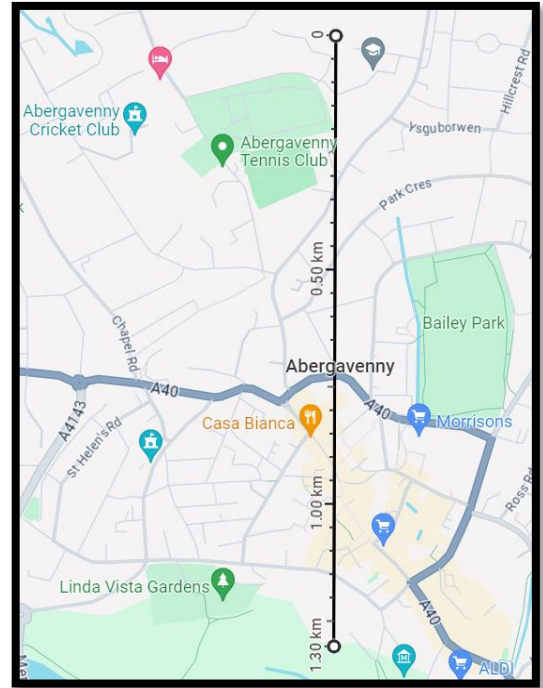 0
Hillcrest Rd
Abergavenny
Cricket Club
Ysguborwen
Abergavenny
Tennis Club
Park Cres
0.50 km
Bailey Park
Chapel Rd
Abergavenny
A40
A40
A4143
Casa Bianca
Morrisons
St Helen's Rd
Ross Rd
1.00 km
Linda Vista Gardens
A40
1.30 km
ALDI